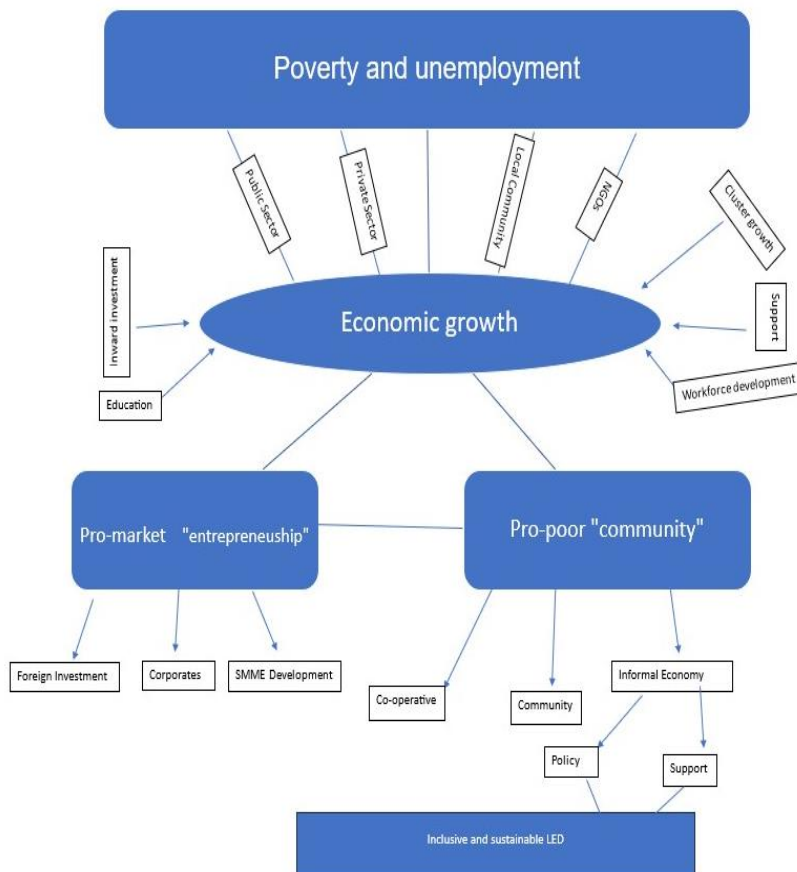 Poverty and unemployment
Public Sector
Private Sector
Local Community
NGOs
Cluster growth
Inward investment
Economic growth
Support
Education
Workforce development
Pro-market "entrepreneuship"
Pro-poor "community"
Foreign Investment
Corporates
SMME Development
Co-operative
Community
Informal Economy
Policy
Support
Inclusive and sustainable LED